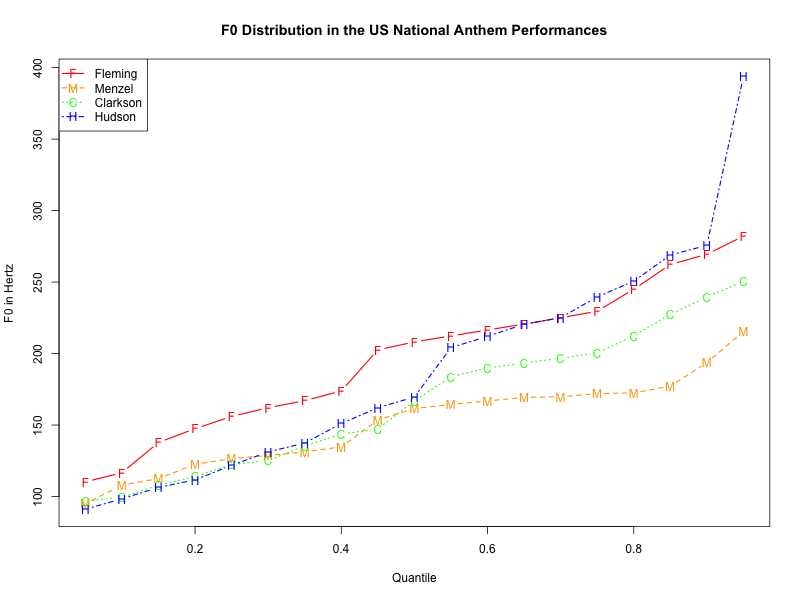 F0 Distribution in the US National Anthem Performances
F Fleming
M Menzel
C Clarkson
H Hudson
F0 in Hertz
400
350
300
250
200
150
100
0.2 0.4 0.6 0.8
Quantile